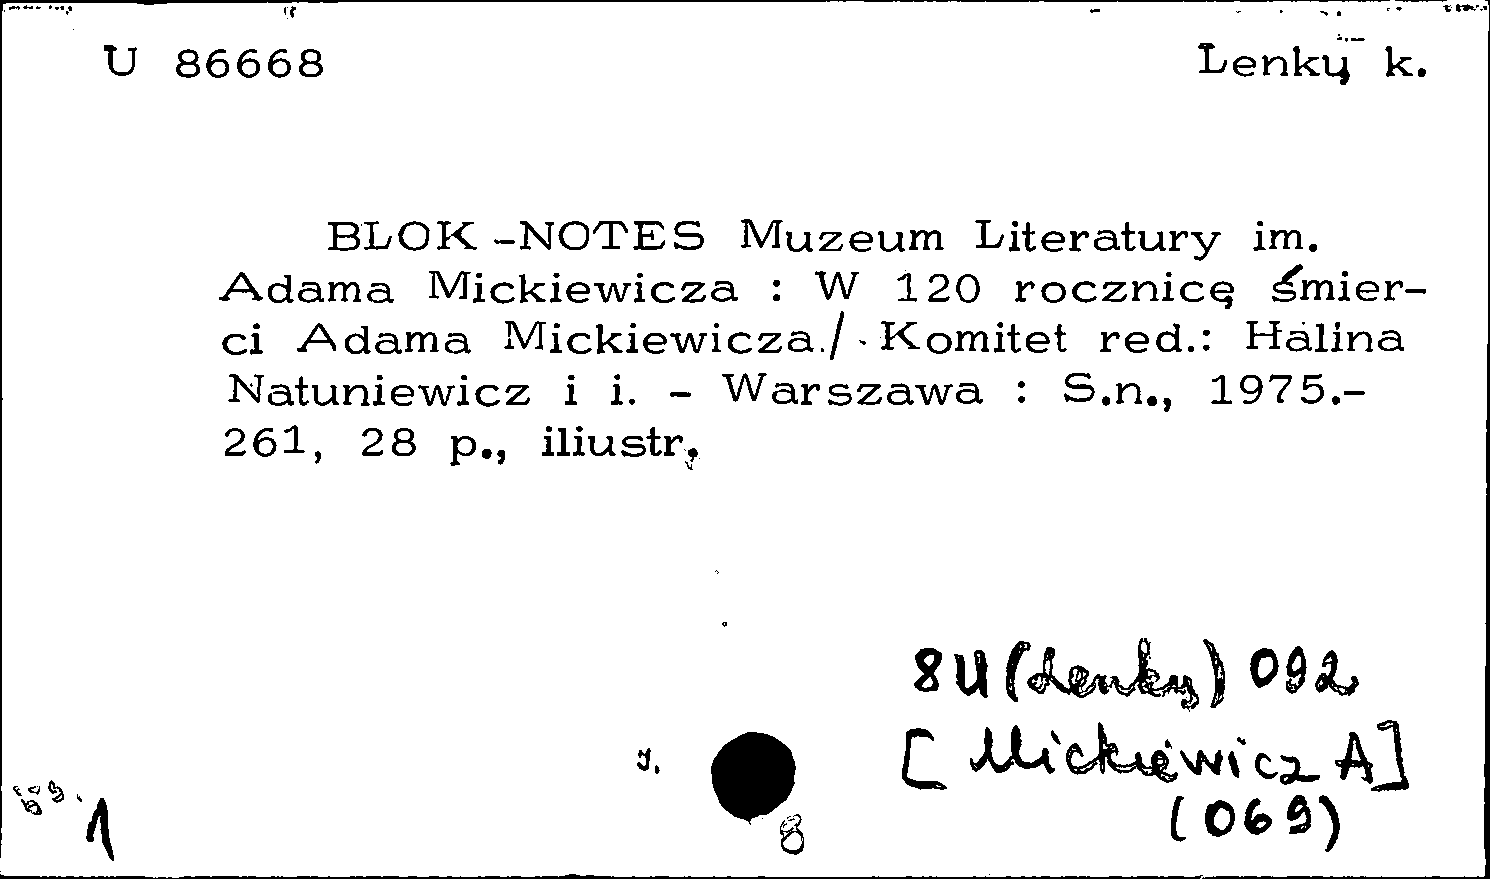 U 86668 Lenkų k.
BLOK-NOTES Muzeum Literatury im.
Adama Mickiewicza : W 120 rocznicę śmier-
ci Adama Mickiewicza./ Komitet red.: Halina
Natuniewicz i i. - Warszawa : S.n., 1975.-
261, 28 p., iliustr.
8U(Lenkų) 092
[Mickiewicz A]
(069)
8
1